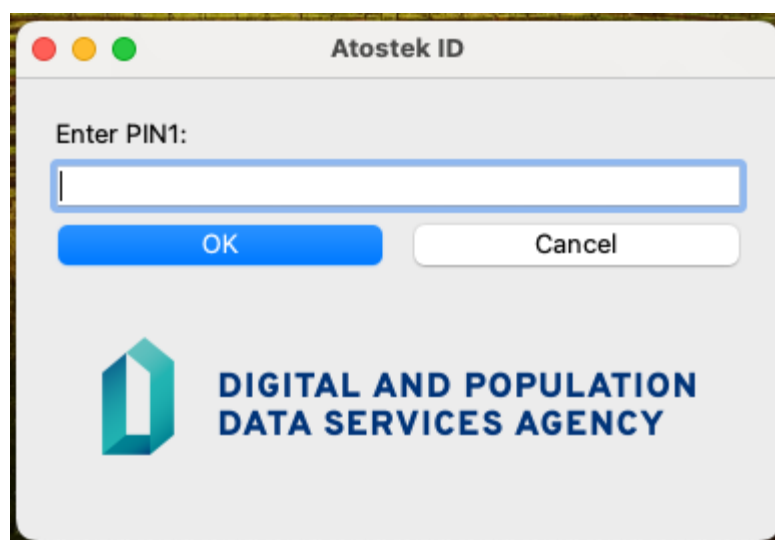 Atostek ID
Enter PIN1:
OK
Cancel
DIGITAL AND POPULATION
DATA SERVICES AGENCY